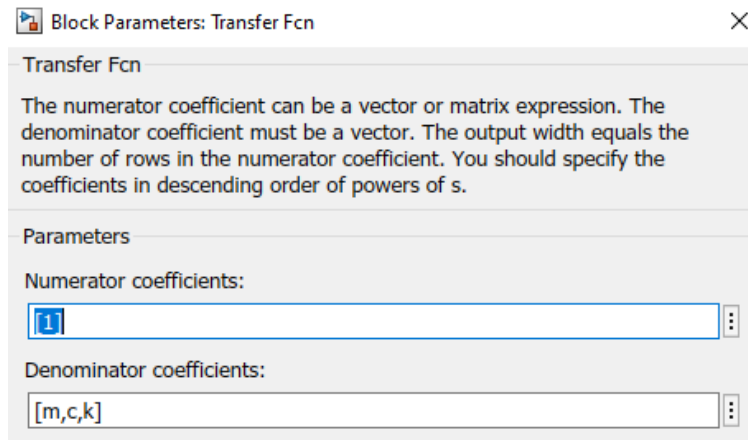 Block Parameters: Transfer Fcn
Transfer Fcn
The numerator coefficient can be a vector or matrix expression. The
denominator coefficient must be a vector. The output width equals the
number of rows in the numerator coefficient. You should specify the
coefficients in descending order of powers of s.
Parameters
Numerator coefficients:
[1]
Denominator coefficients:
[m,c,k]